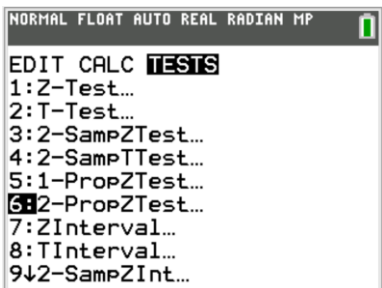 NORMAL FLOAT AUTO REAL RADIAN MP
EDIT CALC TESTS
1:Z-Test…
2:T-Test…
3:2-SampZTest…
4:2-SampTTest…
5:1-PropZTest…
6:2-PropZTest…
7:ZInterval…
8:TInterval…
9↓2-SampZInt…